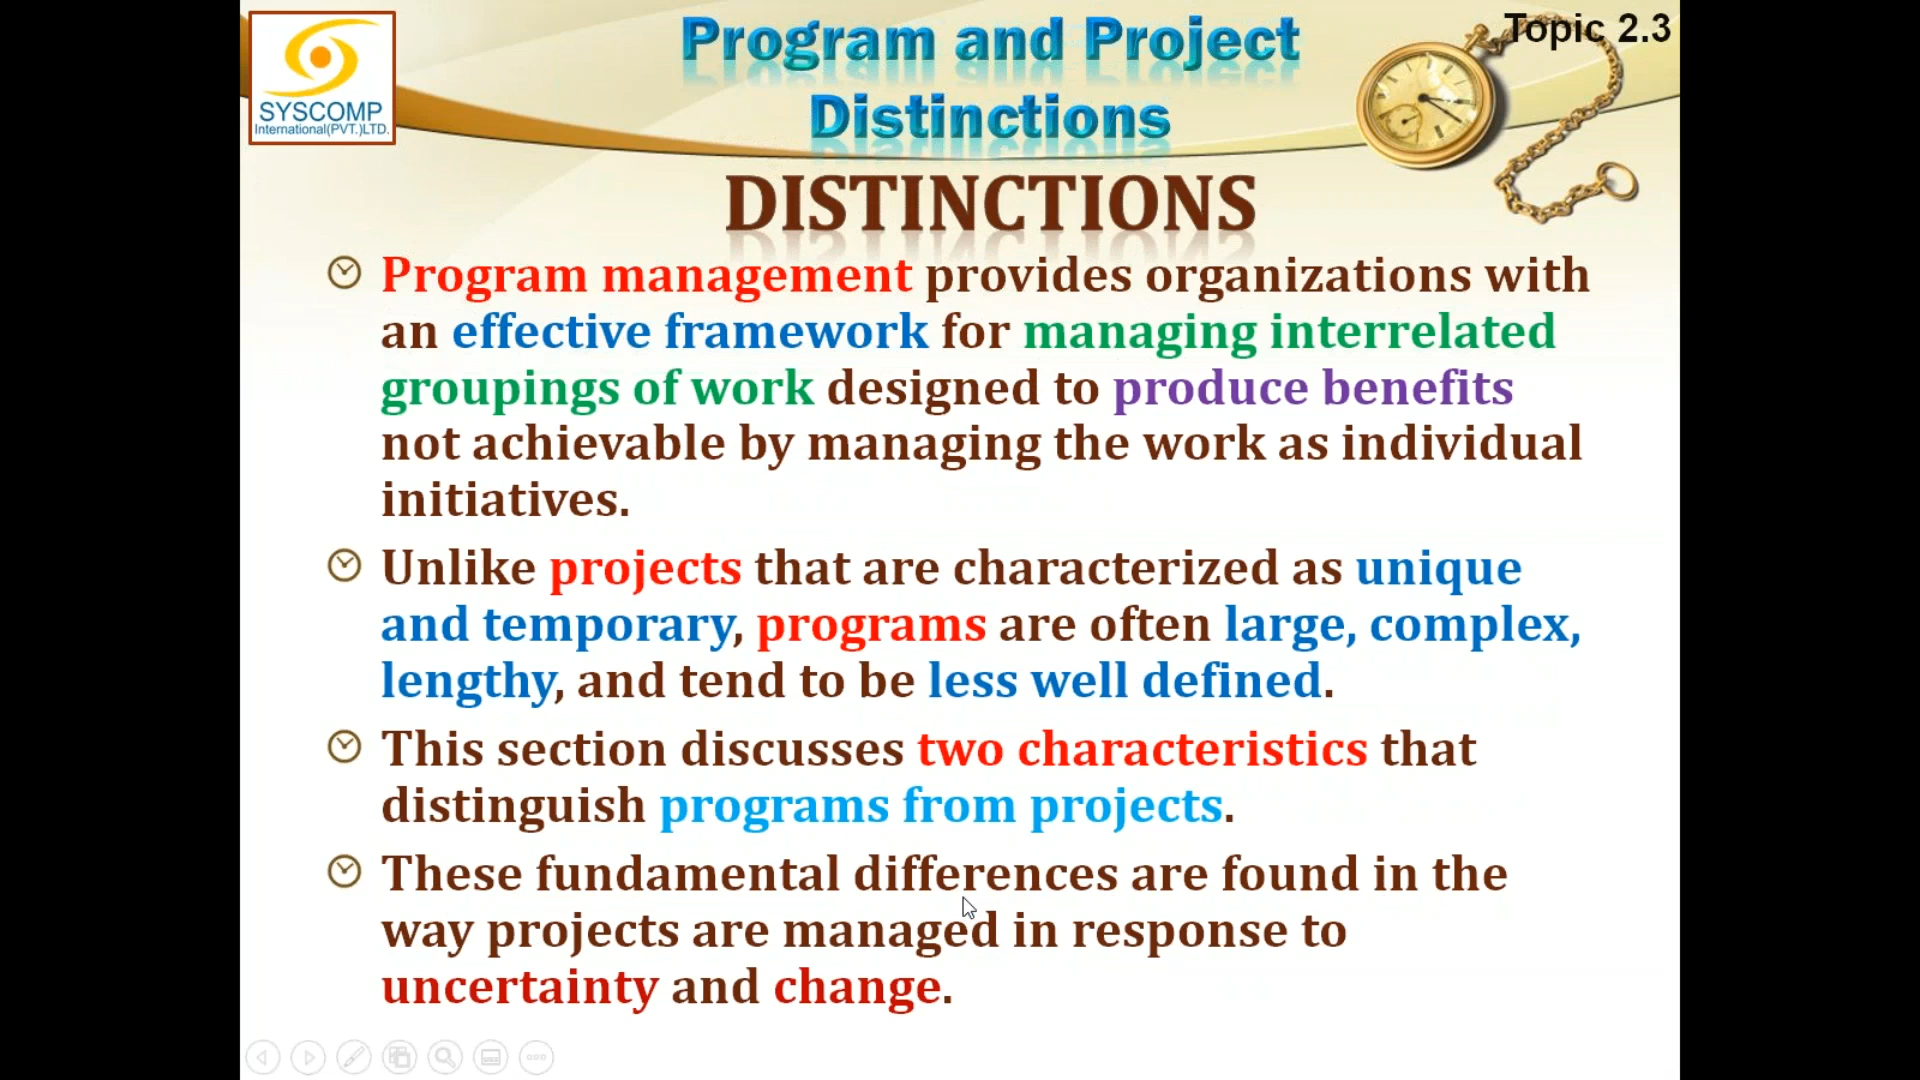 SYSCOMP
International(PVT.)LTD.
Program and Project
Distinctions
Topic 2.3
DISTINCTIONS
Program management provides organizations with
an effective framework for managing interrelated
groupings of work designed to produce benefits
not achievable by managing the work as individual
initiatives.
Unlike projects that are characterized as unique
and temporary, programs are often large, complex,
lengthy, and tend to be less well defined.
This section discusses two characteristics that
distinguish programs from projects.
These fundamental differences are found in the
way projects are managed in response to
uncertainty and change.